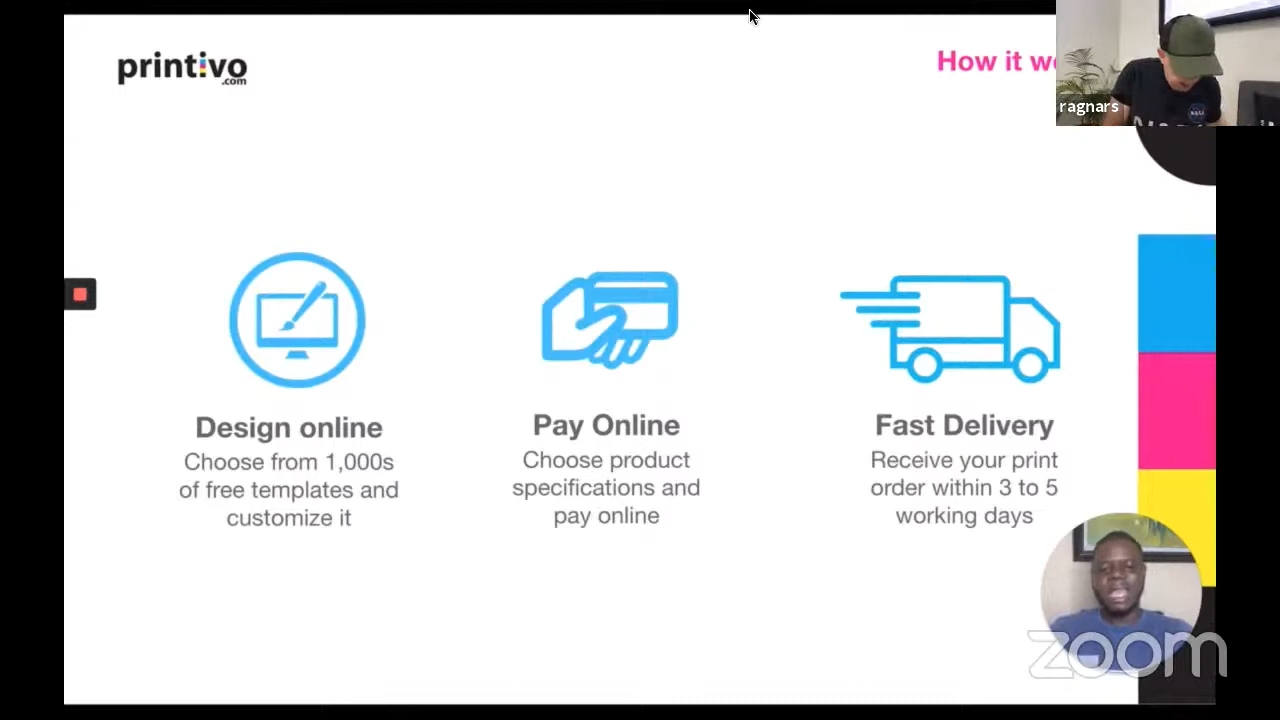 printivo
.com
How it wo
ragnars
Design online
Choose from 1,000s
of free templates and
customize it
Pay Online
Choose product
specifications and
pay online
Fast Delivery
Receive your print
order within 3 to 5
working days
zoom